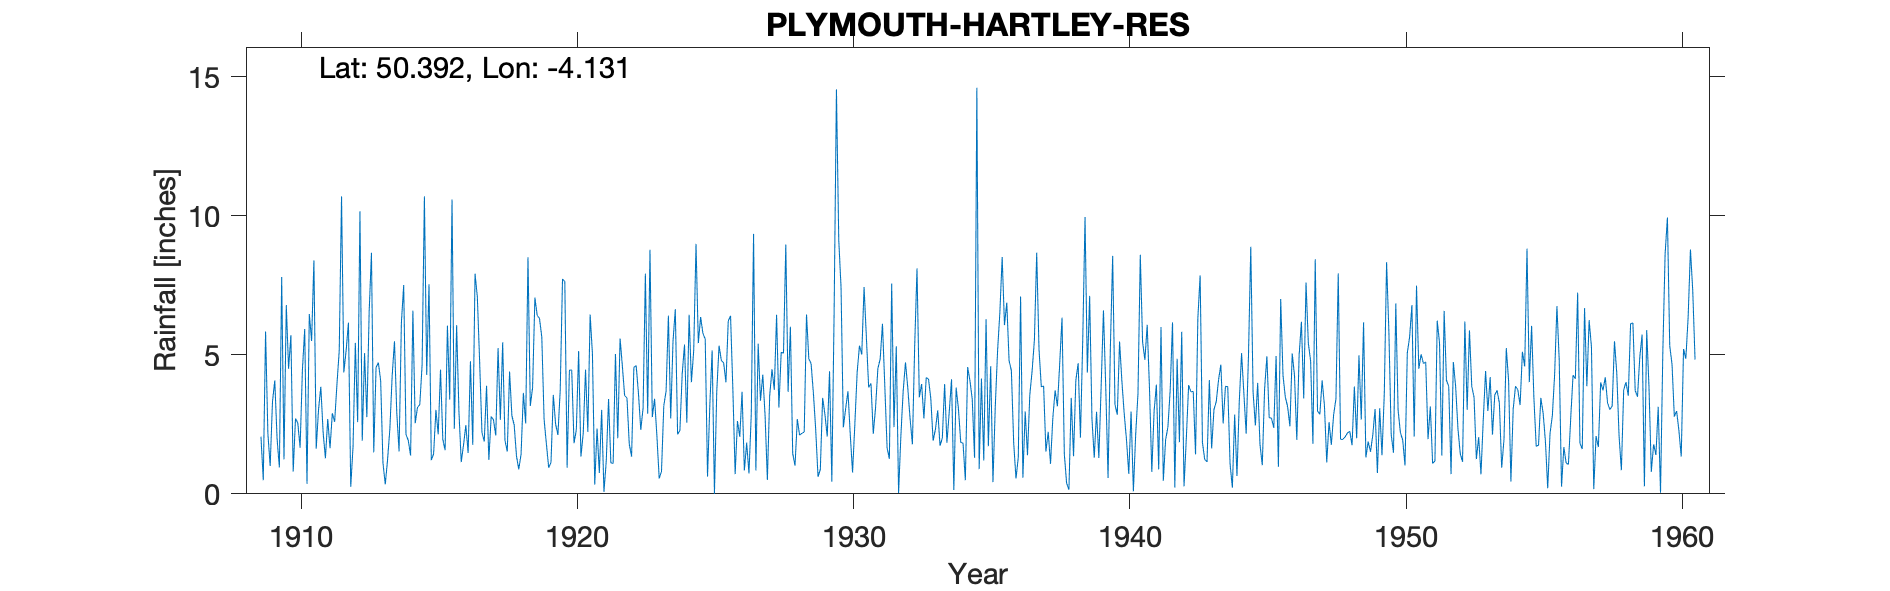 PLYMOUTH-HARTLEY-RES
Lat: 50.392, Lon: -4.131
15
10
5
0
Rainfall [inches]
1910 1920 1930 1940 1950 1960
Year